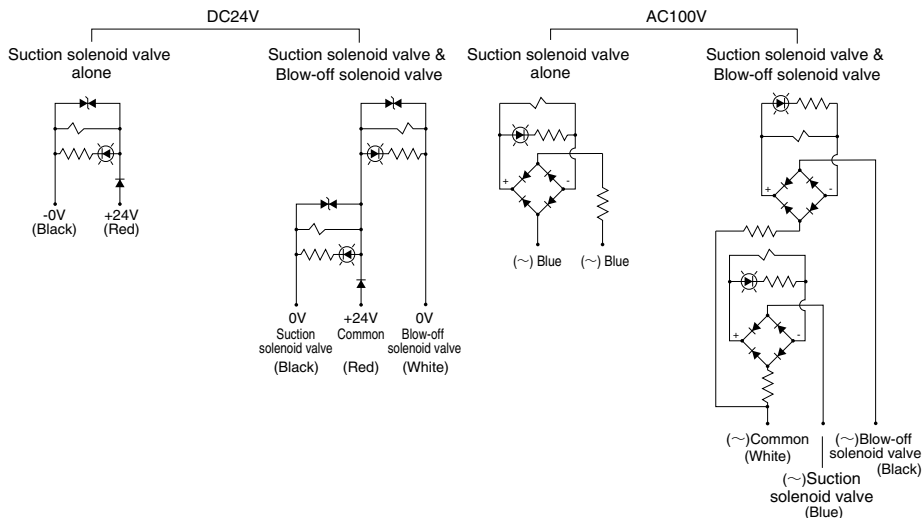 DC24V
AC100V
Suction solenoid valve
alone
Suction solenoid valve &
Blow-off solenoid valve
Suction solenoid valve
alone
Suction solenoid valve &
Blow-off solenoid valve
-0V
(Black)
+24V
(Red)
0V
Suction
solenoid valve
(Black)
+24V
Common
(Red)
0V
Blow-off
solenoid valve
(White)
+
-
(~) Blue
(~) Blue
+
-
+
-
(~)Common
(White)
(~)Suction
solenoid valve
(Blue)
(~)Blow-off
solenoid valve
(Black)